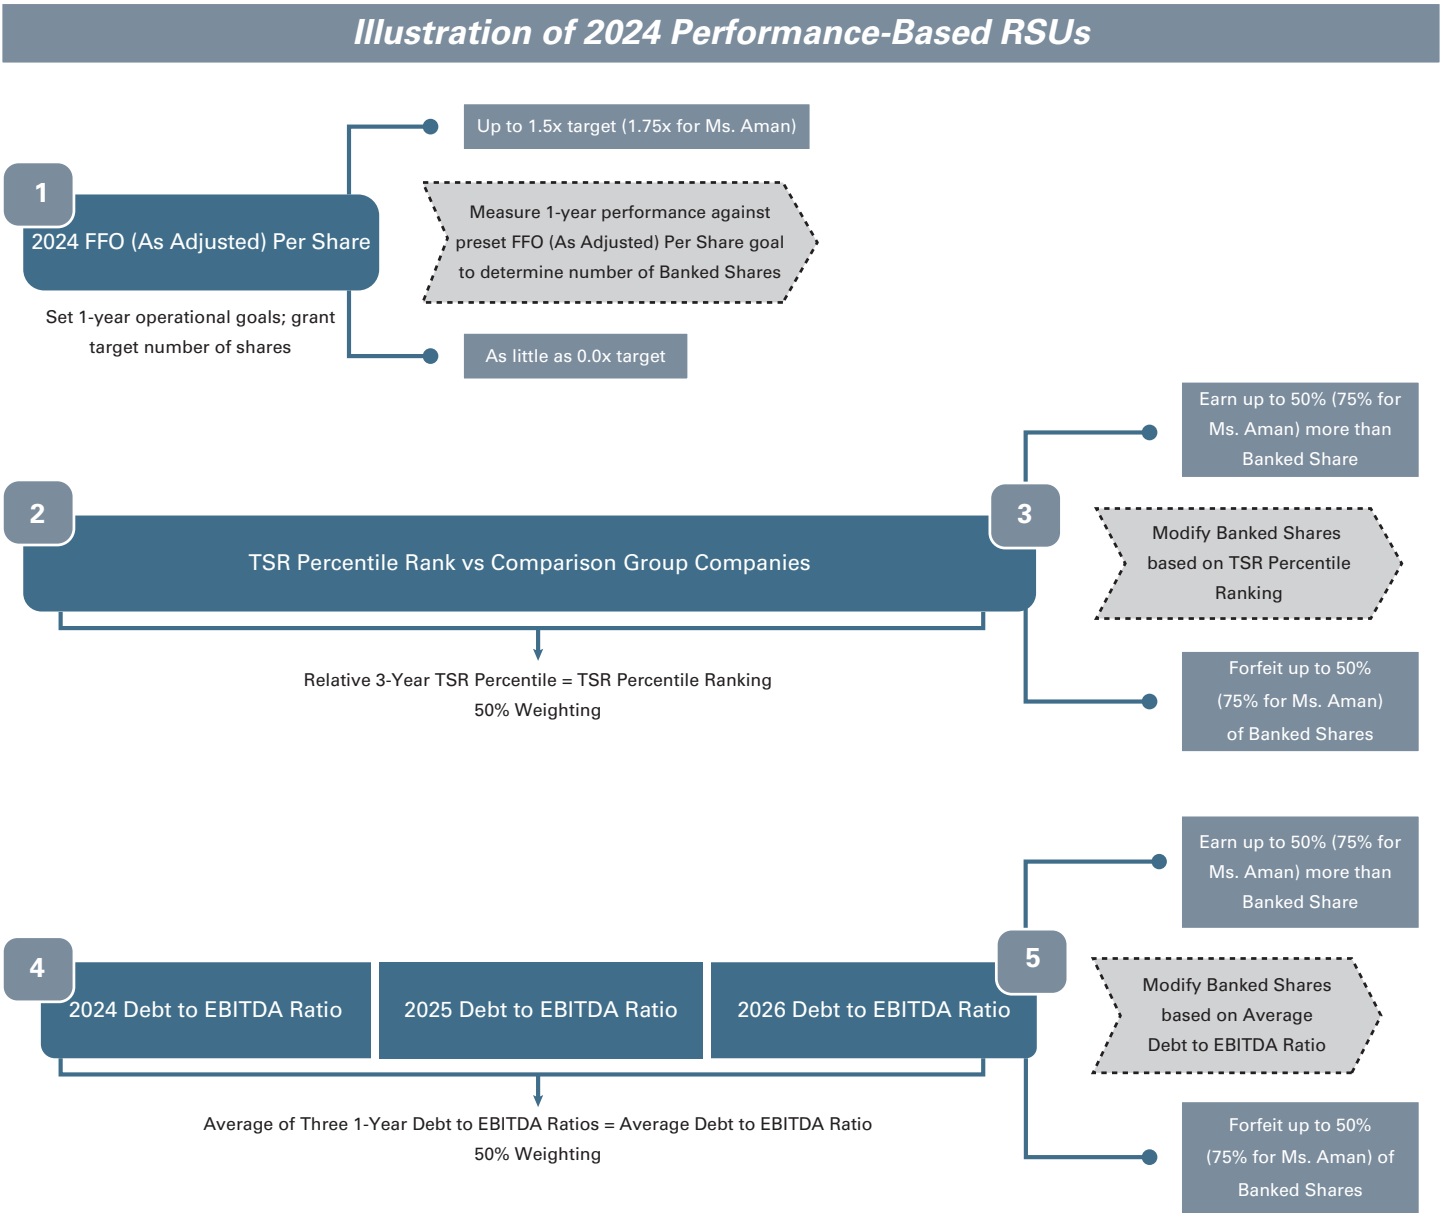 Illustration of 2024 Performance-Based RSUs
Up to 1.5x target (1.75x for Ms. Aman)
1
2024 FFO (As Adjusted) Per Share
Measure 1-year performance against
preset FFO (As Adjusted) Per Share goal
to determine number of Banked Shares
Set 1-year operational goals; grant
target number of shares
As little as 0.0x target
2
TSR Percentile Rank vs Comparison Group Companies
Relative 3-Year TSR Percentile = TSR Percentile Ranking
50% Weighting
3
Earn up to 50% (75% for
Ms. Aman) more than
Banked Share
Modify Banked Shares
based on TSR Percentile
Ranking
Forfeit up to 50%
(75% for Ms. Aman)
of Banked Shares
4
2024 Debt to EBITDA Ratio
2025 Debt to EBITDA Ratio
2026 Debt to EBITDA Ratio
Average of Three 1-Year Debt to EBITDA Ratios = Average Debt to EBITDA Ratio
50% Weighting
5
Earn up to 50% (75% for
Ms. Aman) more than
Banked Share
Modify Banked Shares
based on Average
Debt to EBITDA Ratio
Forfeit up to 50%
(75% for Ms. Aman) of
Banked Shares